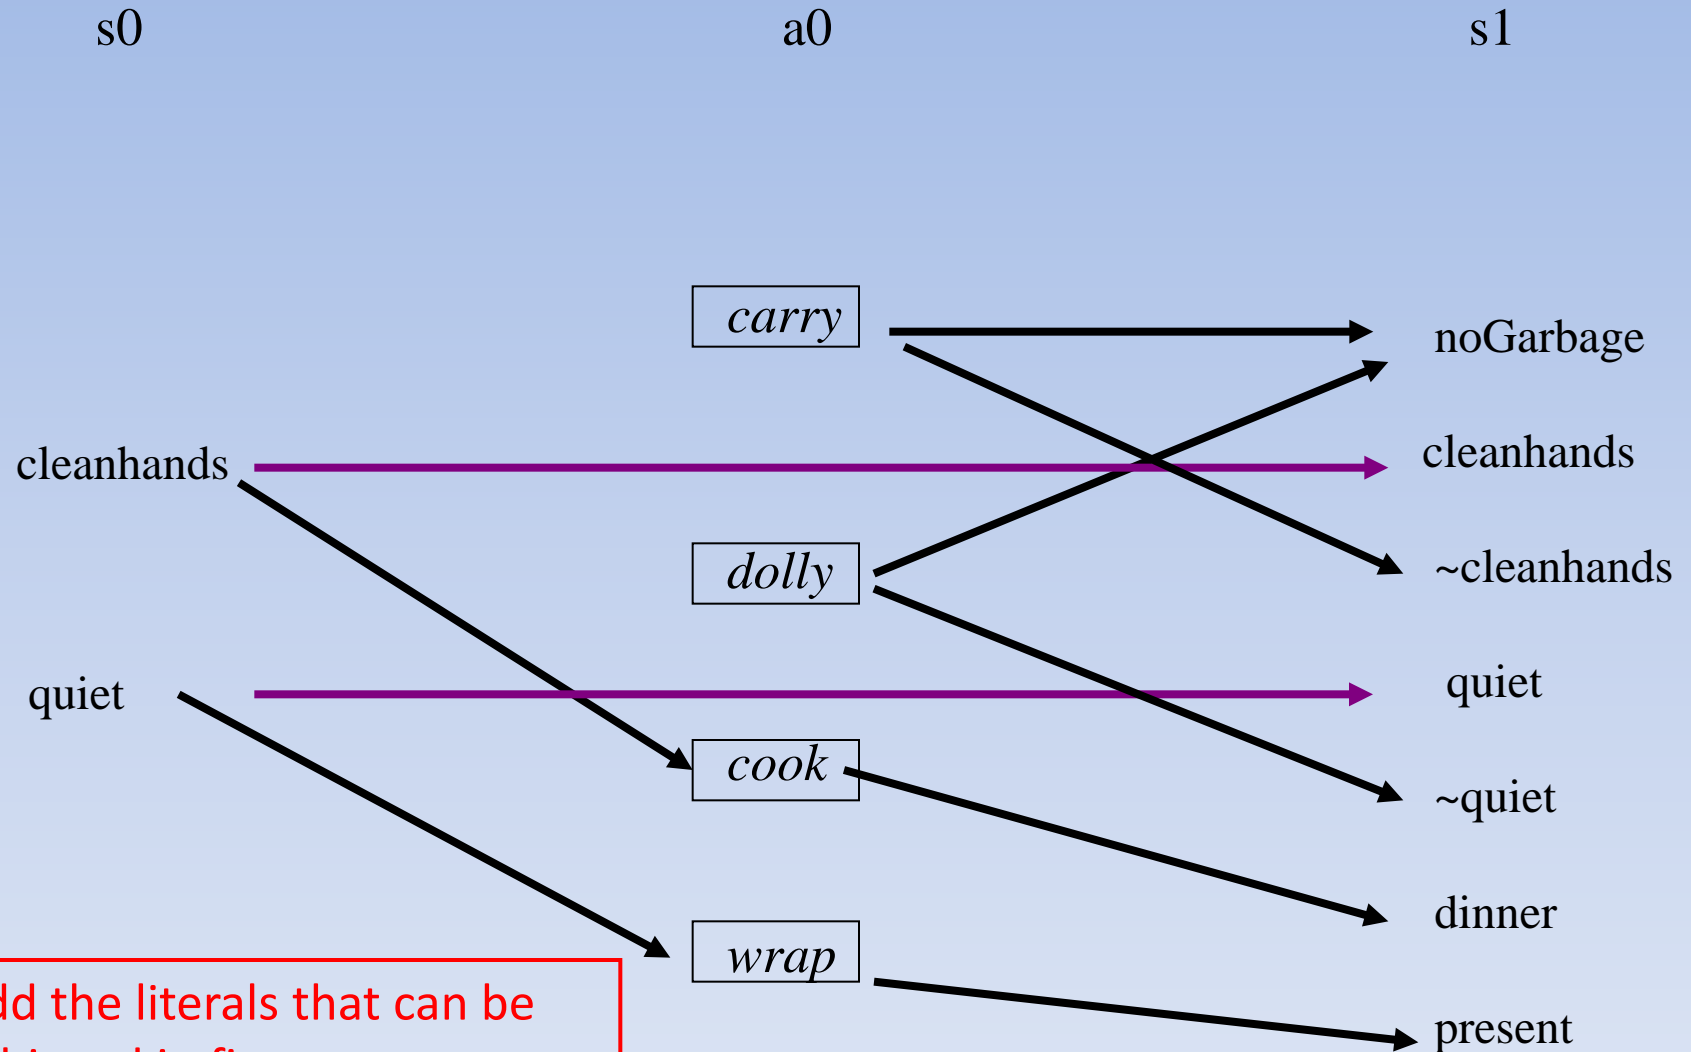 s0
a0
s1
carry
noGarbage
cleanhands
cleanhands
dolly
~cleanhands
quiet
quiet
cook
~quiet
dinner
wrap
the literals that can be
present